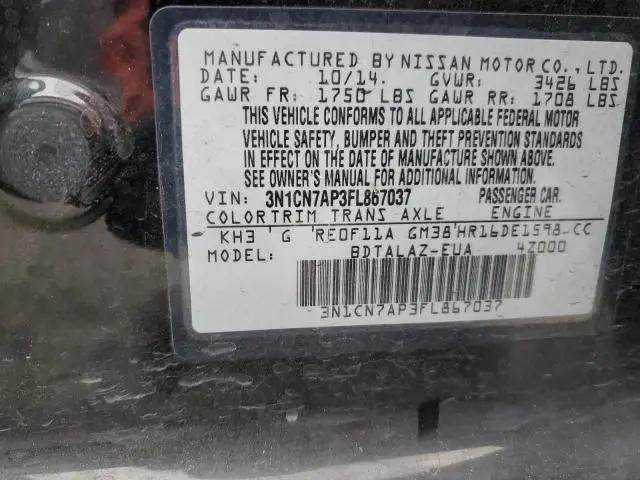 MANUFACTURED BY NISSAN MOTOR CO., LTD.
DATE: 10/14. GVWR: 3426 LBS
GAWR FR: 1750 LBS GAWR RR: 1708 LBS
THIS VEHICLE CONFORMS TO ALL APPLICABLE FEDERAL MOTOR
VEHICLE SAFETY, BUMPER AND THEFT PREVENTION STANDARDS
IN EFFECT ON THE DATE OF MANUFACTURE SHOWN ABOVE.
SEE OWNER'S MANUAL FOR ADDITIONAL INFORMATION.
VIN: 3N1CN7AP3FL867037 PASSENGER CAR.
COLOR TRIM TRANS AXLE ENGINE
KH3 G RE0F11A GM38 HR16DE1598-CC
MODEL: BDTALAZ-EUA 4Z000
3N1CN7AP3FL867037